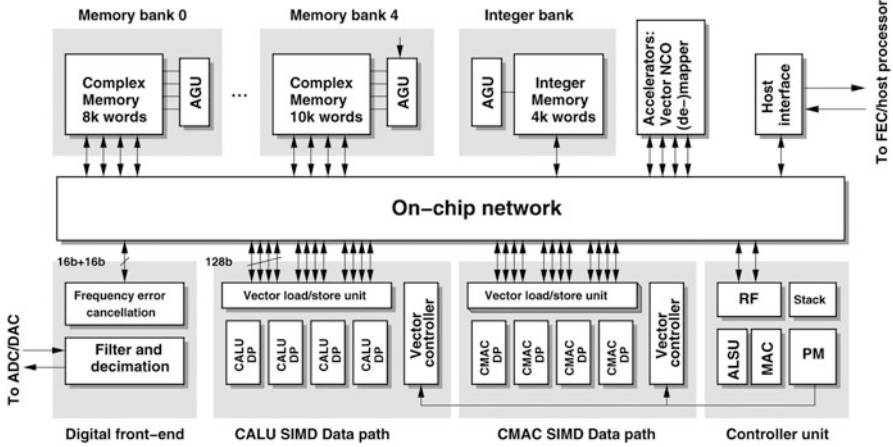 Memory bank 0
Memory bank 4
Integer bank
Complex
Memory
8k words
AGU
...
Complex
Memory
10k words
AGU
AGU
Integer
Memory
4k words
Accelerators:
Vector NCO
(de-)mapper
Host
interface
To FEC/host processor
On-chip network
16b+16b
128b
Frequency error
cancellation
Filter and
decimation
To ADC/DAC
Vector load/store unit
CALU
DP
CALU
DP
CALU
DP
CALU
DP
Vector
controller
Vector load/store unit
CMAC
DP
CMAC
DP
CMAC
DP
CMAC
DP
Vector
controller
RF
Stack
ALSU
MAC
PM
Digital front-end
CALU SIMD Data path
CMAC SIMD Data path
Controller unit